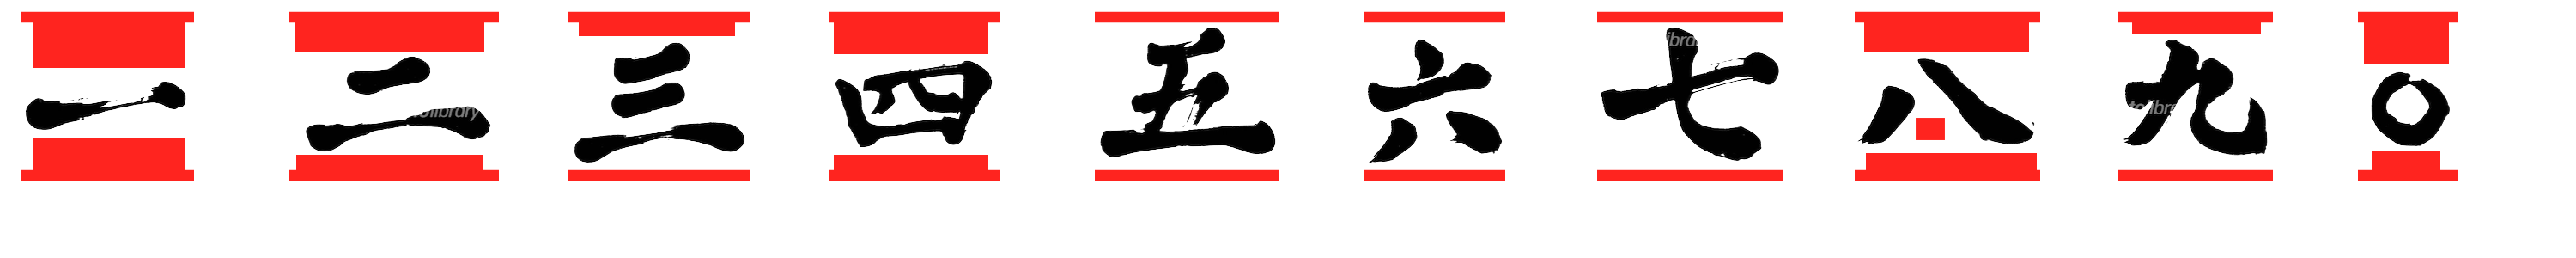 一 二 三 四 五 六 七 八 九 〇